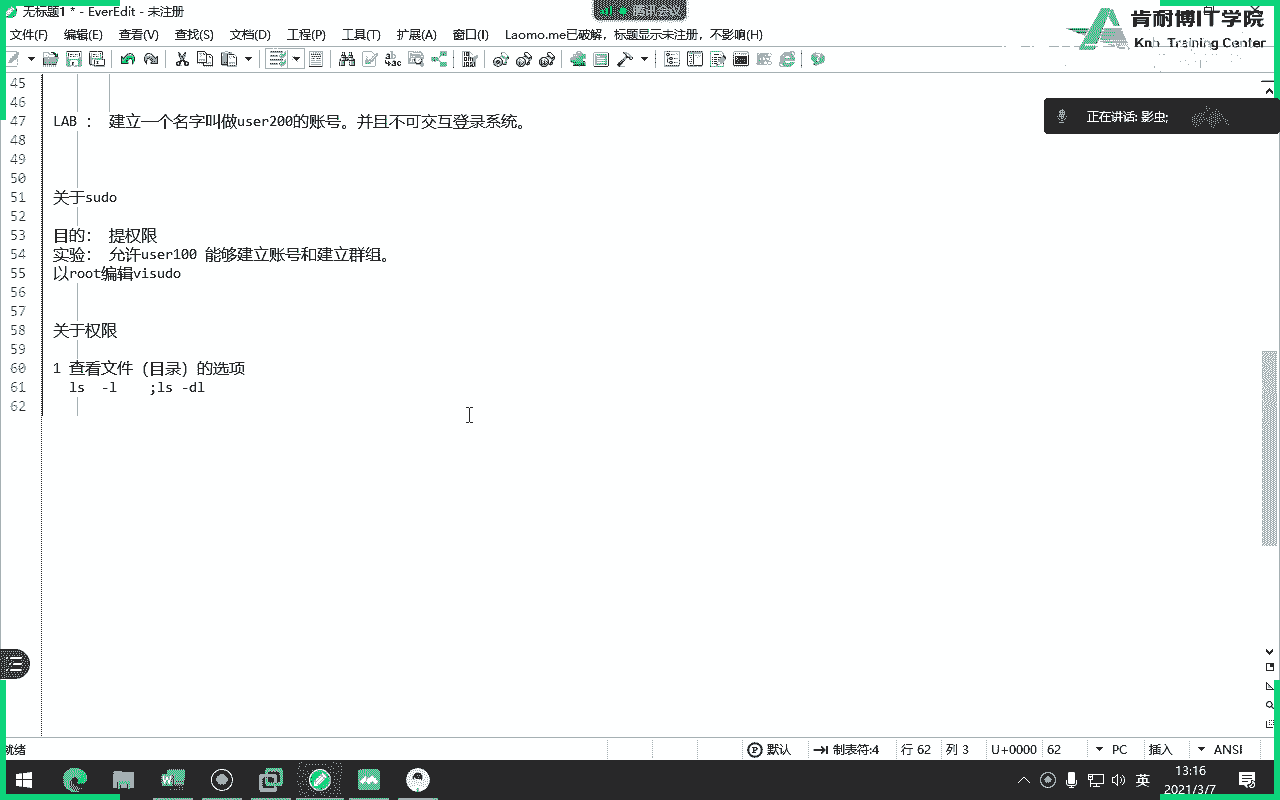 无标题1 * - EverEdit - 未注册
腾讯会议
肯耐博IT学院
Knb Training Center
文件(F) 编辑(E) 查看(V) 查找(S) 文档(D) 工程(P) 工具(T) 扩展(A) 窗口(I) Laomo.me已破解，标题显示未注册，不影响(H)
正在讲话: 影虫;
45
46
47 LAB ： 建立一个名字叫做user200的账号。并且不可交互登录系统。
48
49
50
51 关于sudo
52
53 目的： 提权限
54 实验： 允许user100 能够建立账号和建立群组。
55 以root编辑visudo
56
57
58 关于权限
59
60 1 查看文件（目录）的选项
61 ls -l ;ls -dl
62
就绪 默认 制表符:4 行 62 列 3 U+0000 62 PC 插入 ANSI
英 13:16
2021/3/7